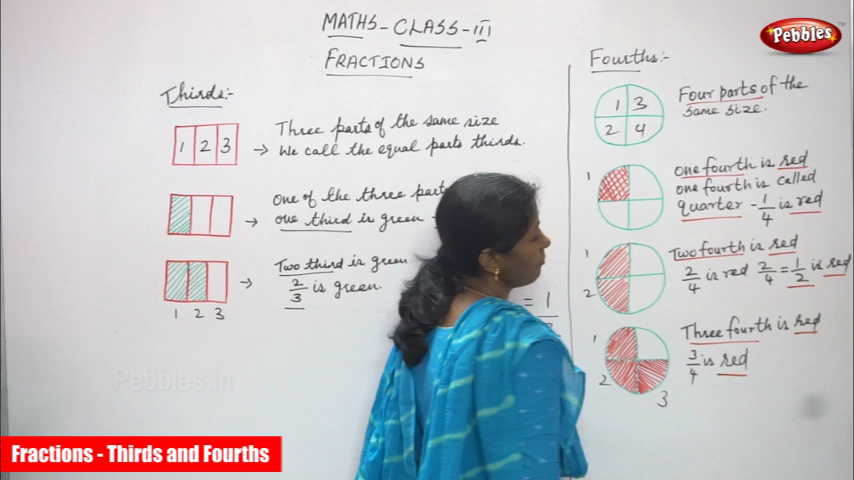 MATHS - CLASS - III
FRACTIONS
Pebbles
TM
Thirds:-
1 2 3
Three parts of the same size
We call the equal parts thirds.
One of the three parts
one third is green -
Two third is green
2/3 is green.
1 2 3
= 1
Fourths:-
1 3
2 4
Four parts of the
same size.
1
One fourth is red
one fourth is called
quarter - 1/4 is red
1
2
Two fourth is red
2/4 is red 2/4 = 1/2 is red
1
2
3
Three fourth is red
3/4 is red
Pebbles.in
Fractions - Thirds and Fourths